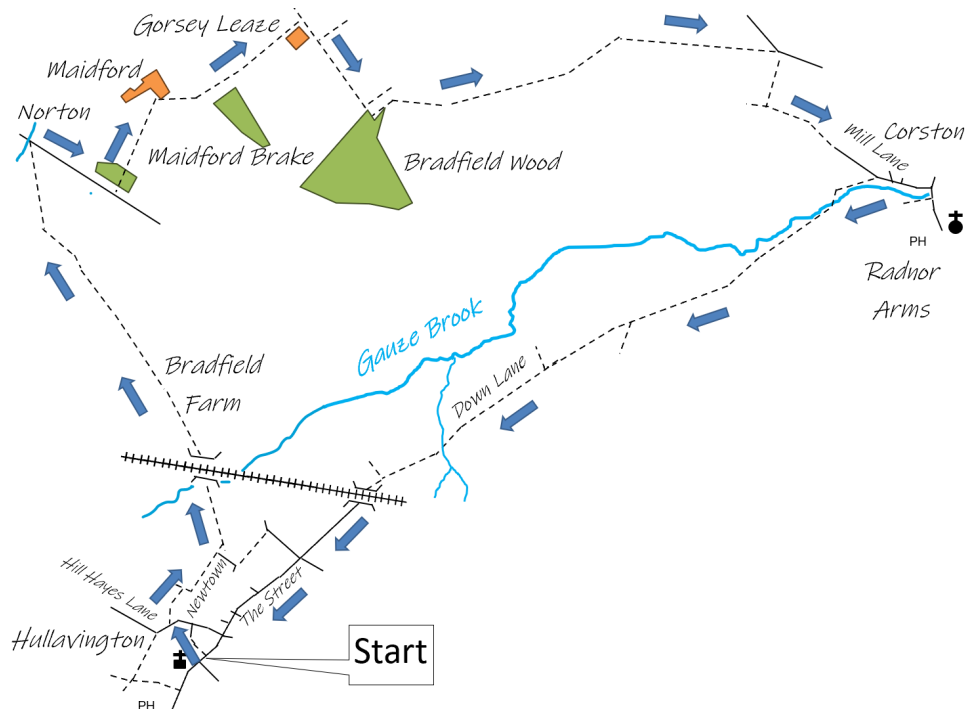 Gorsey Leaze
Maidford
Norton
Maidford Brake
Bradfield Wood
Mill Lane
Corston
PH
Radnor
Arms
Gauze Brook
Bradfield
Farm
Down Lane
Hill Hayes Lane
Newtown
The Street
Hullavington
Start
PH